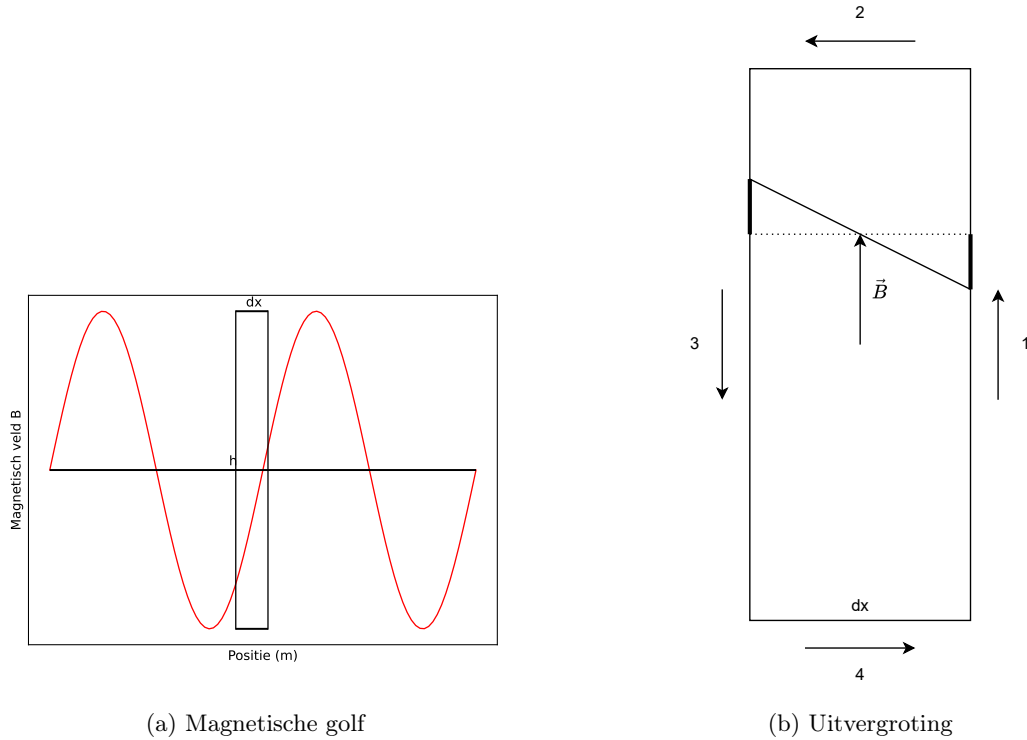 dx
h
Magnetisch veld B
Positie (m)
(a) Magnetische golf
2
B⃗
3
1
dx
4
(b) Uitvergroting